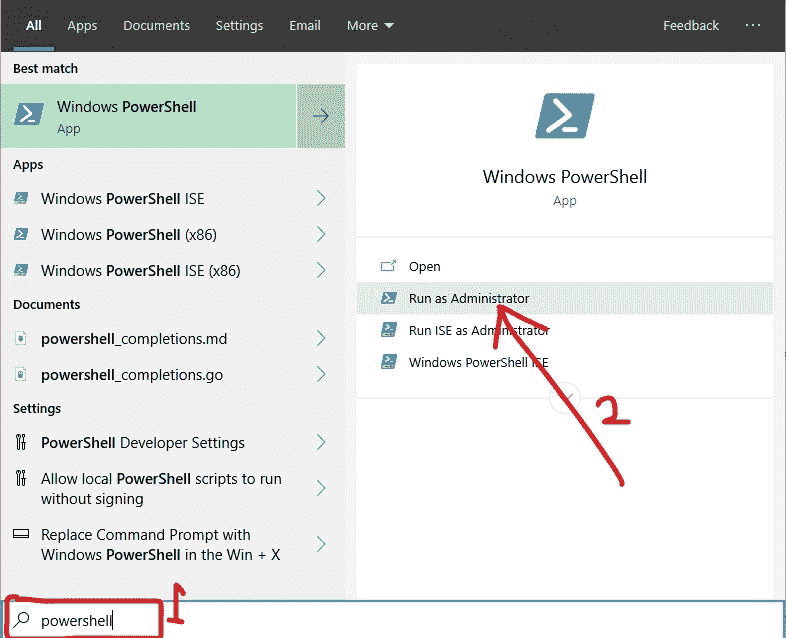 All Apps Documents Settings Email More Feedback ...
Best match
Windows PowerShell
App
Apps
Windows PowerShell ISE
Windows PowerShell (x86)
Windows PowerShell ISE (x86)
Documents
powershell_completions.md
powershell_completions.go
Settings
PowerShell Developer Settings
Allow local PowerShell scripts to run
without signing
Replace Command Prompt with
Windows PowerShell in the Win + X
Windows PowerShell
App
Open
Run as Administrator
Run ISE as Administrator
Windows PowerShell ISE
2
powershell
1